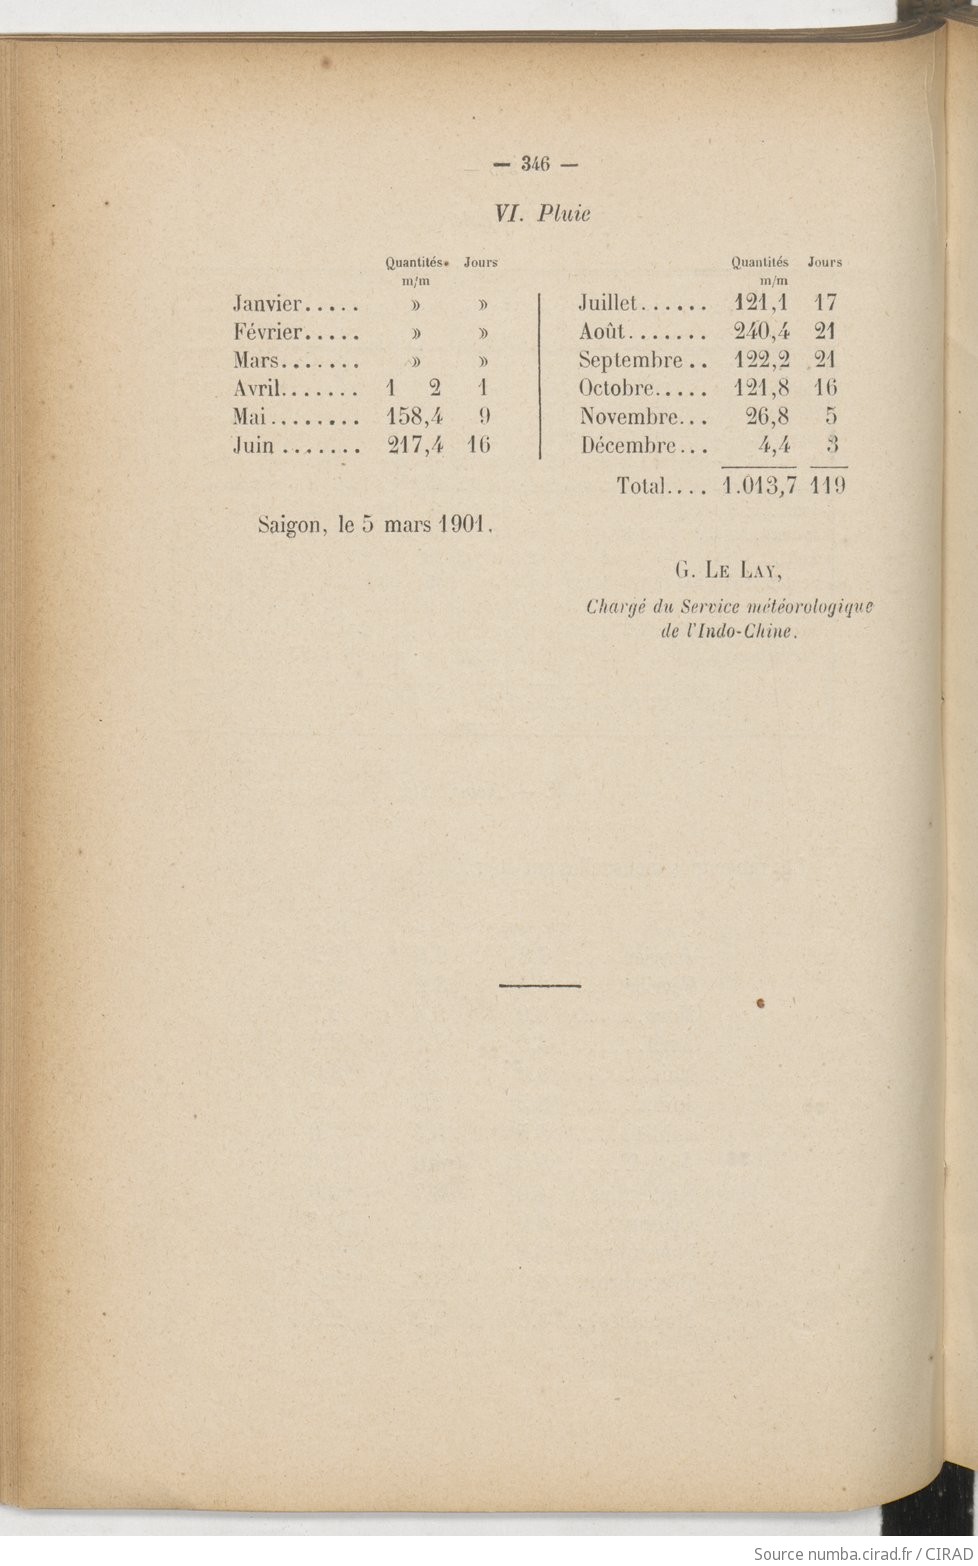 — 346 —
VI. Pluie
Quantités Jours
m/m
Janvier..... » »
Février..... » »
Mars....... » »
Avril....... 1 2 1
Mai........ 158,4 9
Juin ....... 217,4 16
Quantités Jours
m/m
Juillet...... 121,1 17
Août....... 240,4 21
Septembre.. 122,2 21
Octobre..... 121,8 16
Novembre... 26,8 5
Décembre... 4,4 3
Total.... 1.013,7 119
Saigon, le 5 mars 1901.
G. LE LAY,
Chargé du Service météorologique
de l'Indo-Chine.
Source numba.cirad.fr / CIRAD